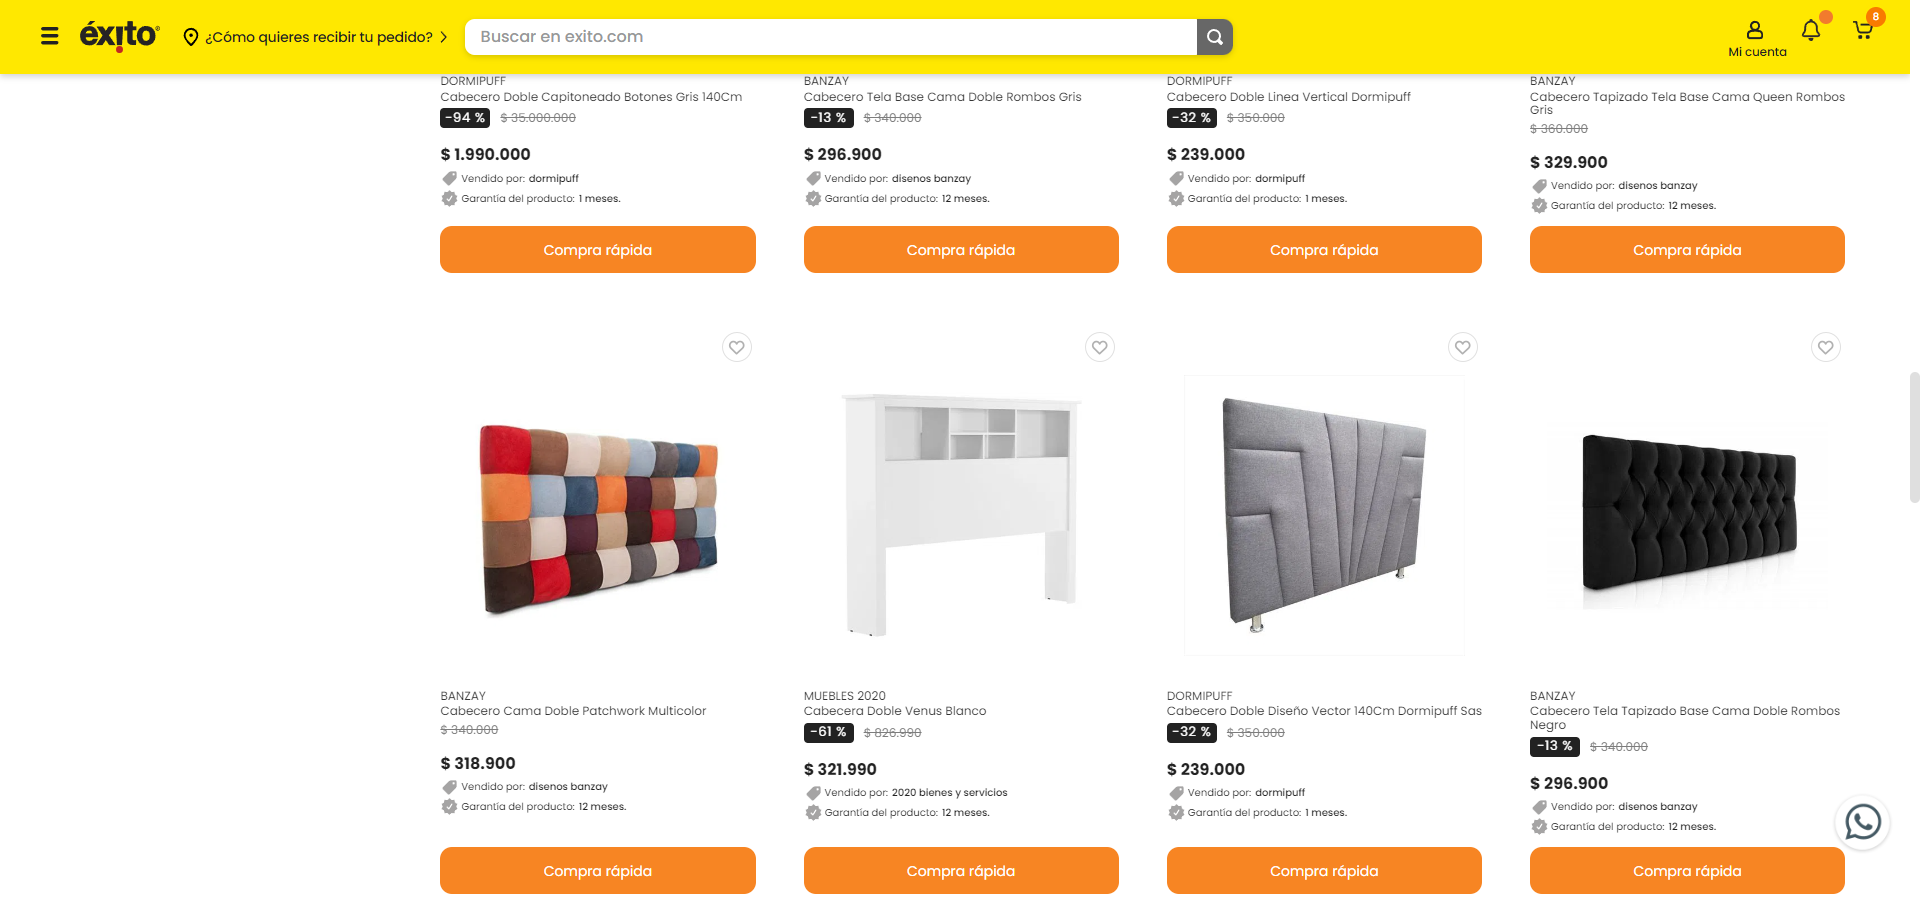 éxito
¿Cómo quieres recibir tu pedido?
Buscar en exito.com
Mi cuenta
8
DORMIPUFF
Cabecero Doble Capitoneado Botones Gris 140Cm
-94 % $ 35.000.000
$ 1.990.000
Vendido por: dormipuff
Garantía del producto: 1 meses.
Compra rápida
BANZAY
Cabecero Tela Base Cama Doble Rombos Gris
-13 % $ 340.000
$ 296.900
Vendido por: disenos banzay
Garantía del producto: 12 meses.
Compra rápida
DORMIPUFF
Cabecero Doble Linea Vertical Dormipuff
-32 % $ 350.000
$ 239.000
Vendido por: dormipuff
Garantía del producto: 1 meses.
Compra rápida
BANZAY
Cabecero Tapizado Tela Base Cama Queen Rombos
Gris
$ 360.000
$ 329.900
Vendido por: disenos banzay
Garantía del producto: 12 meses.
Compra rápida
BANZAY
Cabecero Cama Doble Patchwork Multicolor
$ 340.000
$ 318.900
Vendido por: disenos banzay
Garantía del producto: 12 meses.
Compra rápida
MUEBLES 2020
Cabecera Doble Venus Blanco
-61 % $ 826.990
$ 321.990
Vendido por: 2020 bienes y servicios
Garantía del producto: 12 meses.
Compra rápida
DORMIPUFF
Cabecero Doble Diseño Vector 140Cm Dormipuff Sas
-32 % $ 350.000
$ 239.000
Vendido por: dormipuff
Garantía del producto: 1 meses.
Compra rápida
BANZAY
Cabecero Tela Tapizado Base Cama Doble Rombos
Negro
-13 % $ 340.000
$ 296.900
Vendido por: disenos banzay
Garantía del producto: 12 meses.
Compra rápida